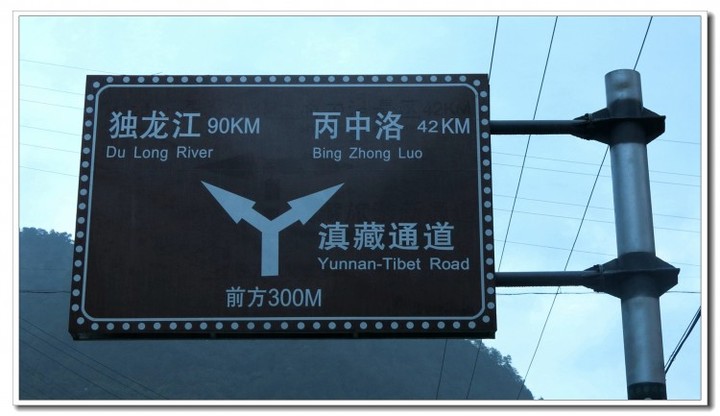 独龙江 90KM
Du Long River
丙中洛 42KM
Bing Zhong Luo
滇藏通道
Yunnan-Tibet Road
前方300M